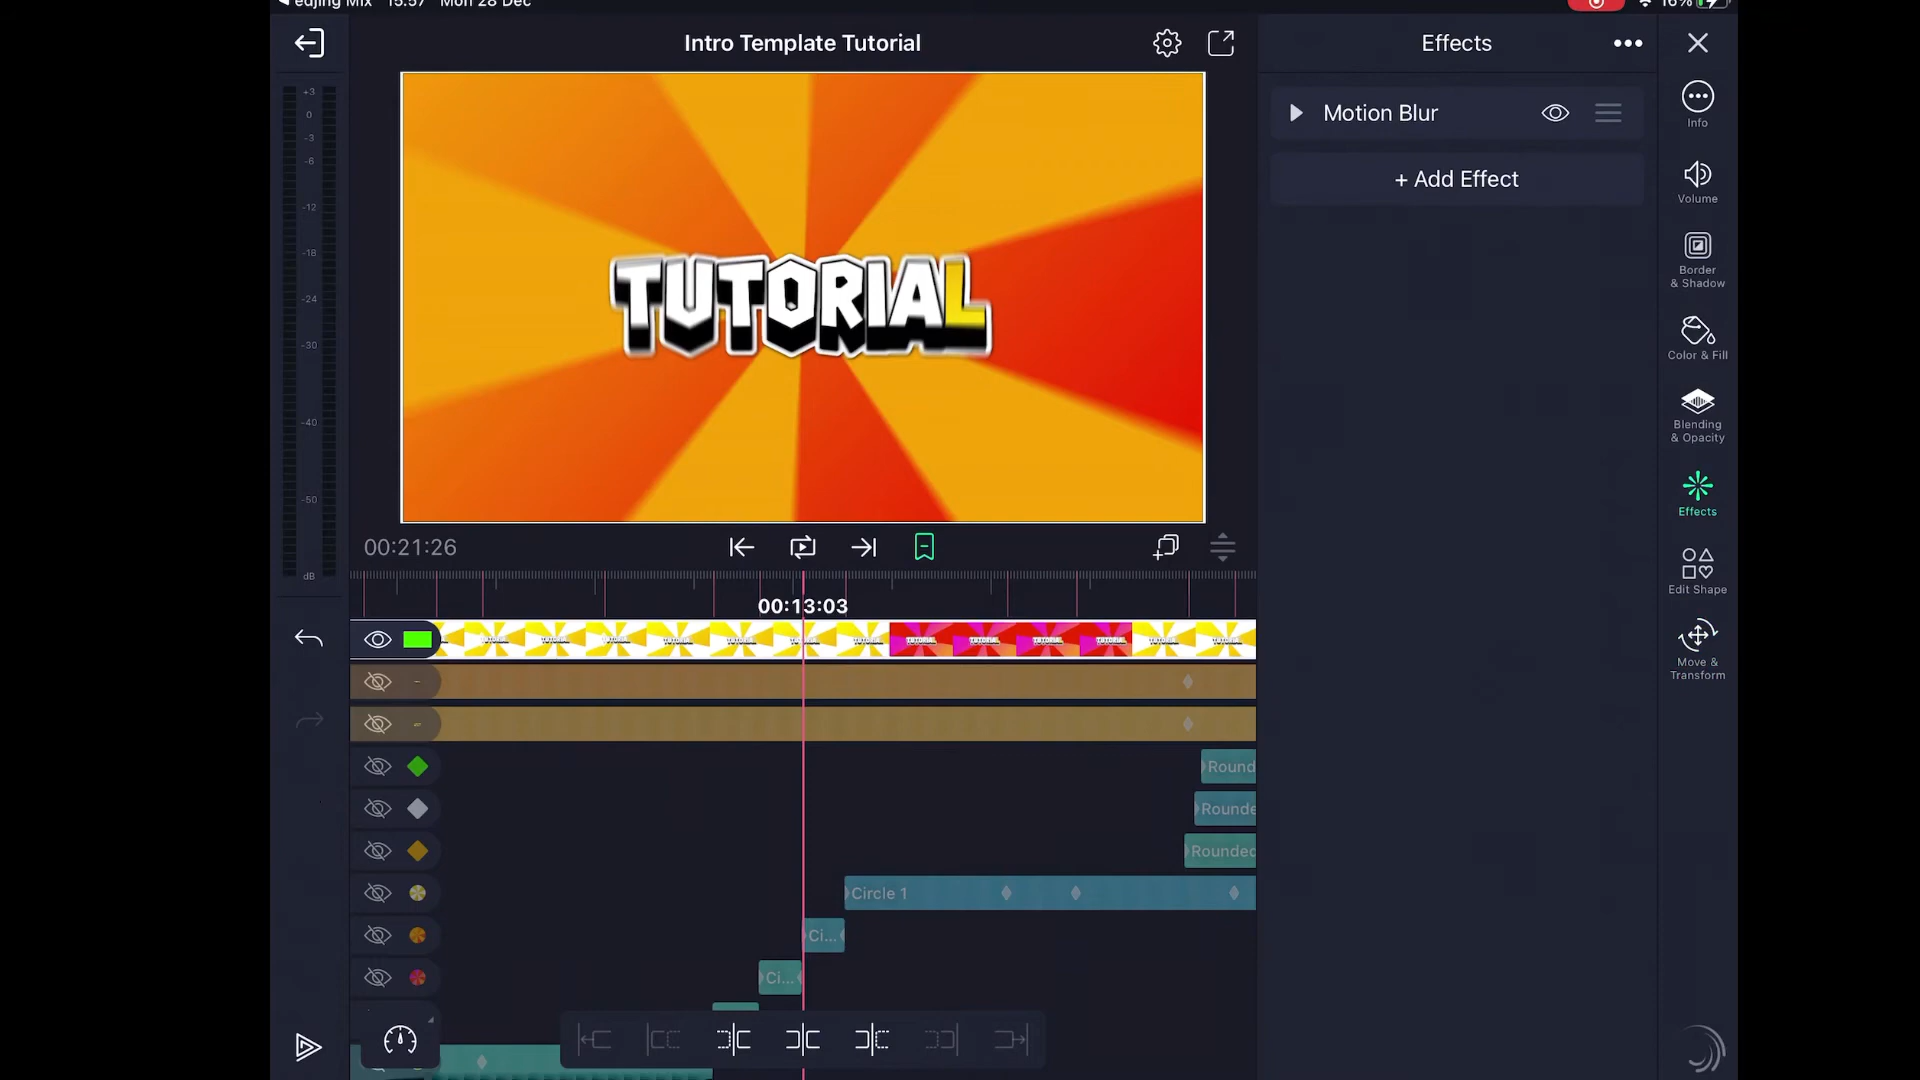 edjing Mix 15:57 Mon 28 Dec 16%
Intro Template Tutorial
Effects
Motion Blur
+ Add Effect
Info
Volume
Border
& Shadow
Color & Fill
Blending
& Opacity
Effects
Edit Shape
Move &
Transform
+3
0
-3
-6
-12
-18
-24
-30
-35
-40
-50
dB
TUTORIAL
00:21:26
00:13:03
Round
Rounde
Rounded
Circle 1
Ci...
Ci...